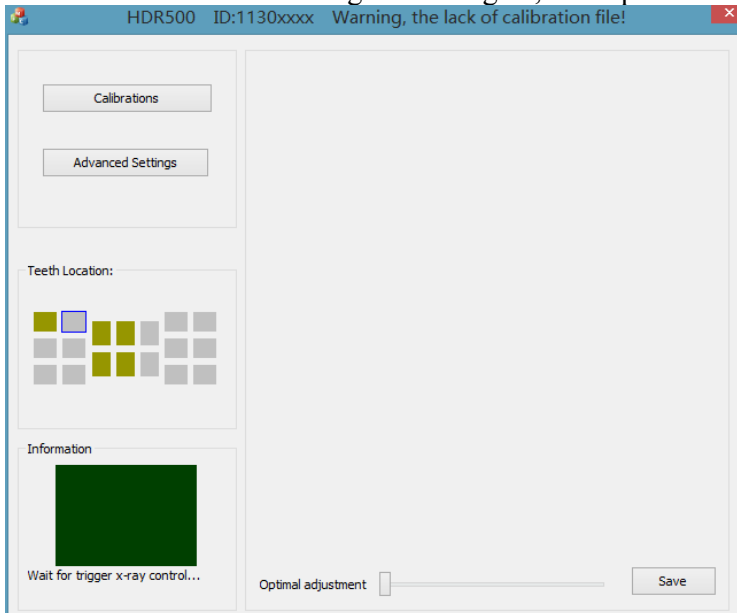 HDR500 ID:1130xxxx Warning, the lack of calibration file!
Calibrations
Advanced Settings
Teeth Location:
Information
Wait for trigger x-ray control...
Optimal adjustment
Save